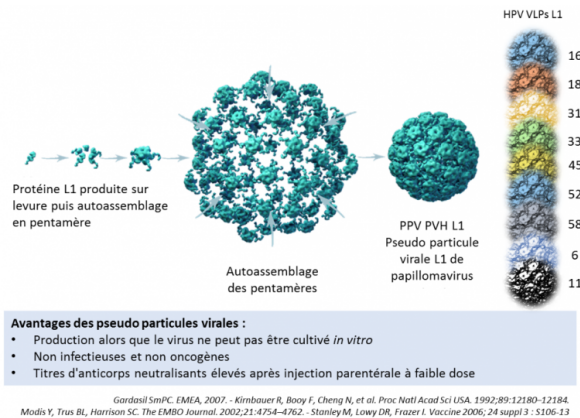 HPV VLPs L1
16
18
31
33
45
52
58
6
11
Protéine L1 produite sur
levure puis autoassemblage
en pentamère
Autoassemblage
des pentamères
PPV PVH L1
Pseudo particule
virale L1 de
papillomavirus
Avantages des pseudo particules virales :
• Production alors que le virus ne peut pas être cultivé in vitro
• Non infectieuses et non oncogènes
• Titres d'anticorps neutralisants élevés après injection parentérale à faible dose
Gardasil SmPC. EMEA, 2007. - Kirnbauer R, Booy F, Cheng N, et al. Proc Natl Acad Sci USA. 1992;89:12180–12184.
Modis Y, Trus BL, Harrison SC. The EMBO Journal. 2002;21:4754–4762. - Stanley M, Lowy DR, Frazer I. Vaccine 2006; 24 suppl 3 : S106-13